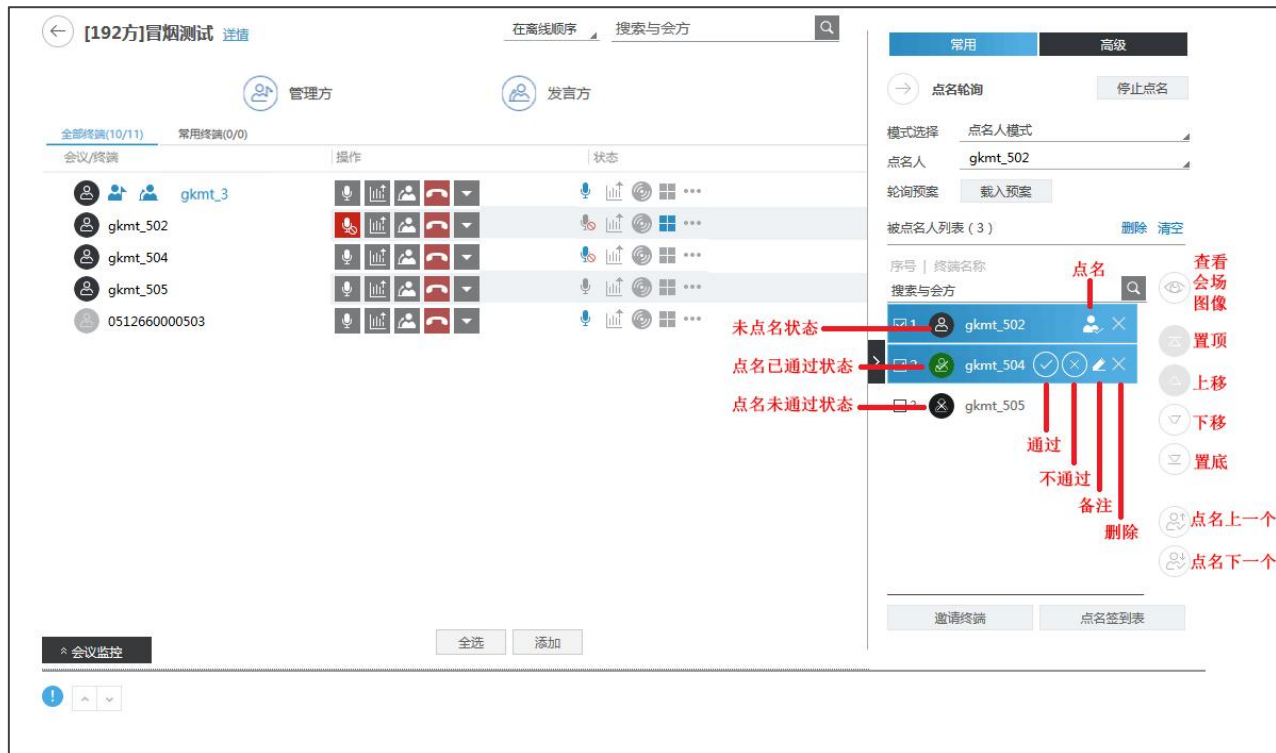 [192方]冒烟测试 详情
在离线顺序
搜索与会方
管理方
发言方
全部终端(10/11)
常用终端(0/0)
会议/终端
操作
状态
gkmt_3
gkmt_502
gkmt_504
gkmt_505
0512660000503
全选
添加
会议监控
常用
高级
点名轮询
停止点名
模式选择
点名人模式
点名人
gkmt_502
轮询预案
载入预案
被点名人列表(3)
删除
清空
序号 | 终端名称
搜索与会方
点名
查看
会场
图像
未点名状态
1
gkmt_502
置顶
点名已通过状态
gkmt_504
上移
点名未通过状态
gkmt_505
下移
通过
置底
不通过
备注
删除
点名上一个
点名下一个
邀请终端
点名签到表